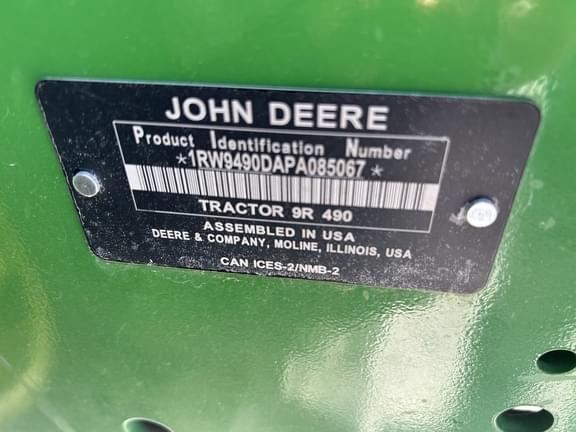 JOHN DEERE
Product Identification Number
*1RW9490DAPA085067*
TRACTOR 9R 490
ASSEMBLED IN USA
DEERE & COMPANY, MOLINE, ILLINOIS, USA
CAN ICES-2/NMB-2